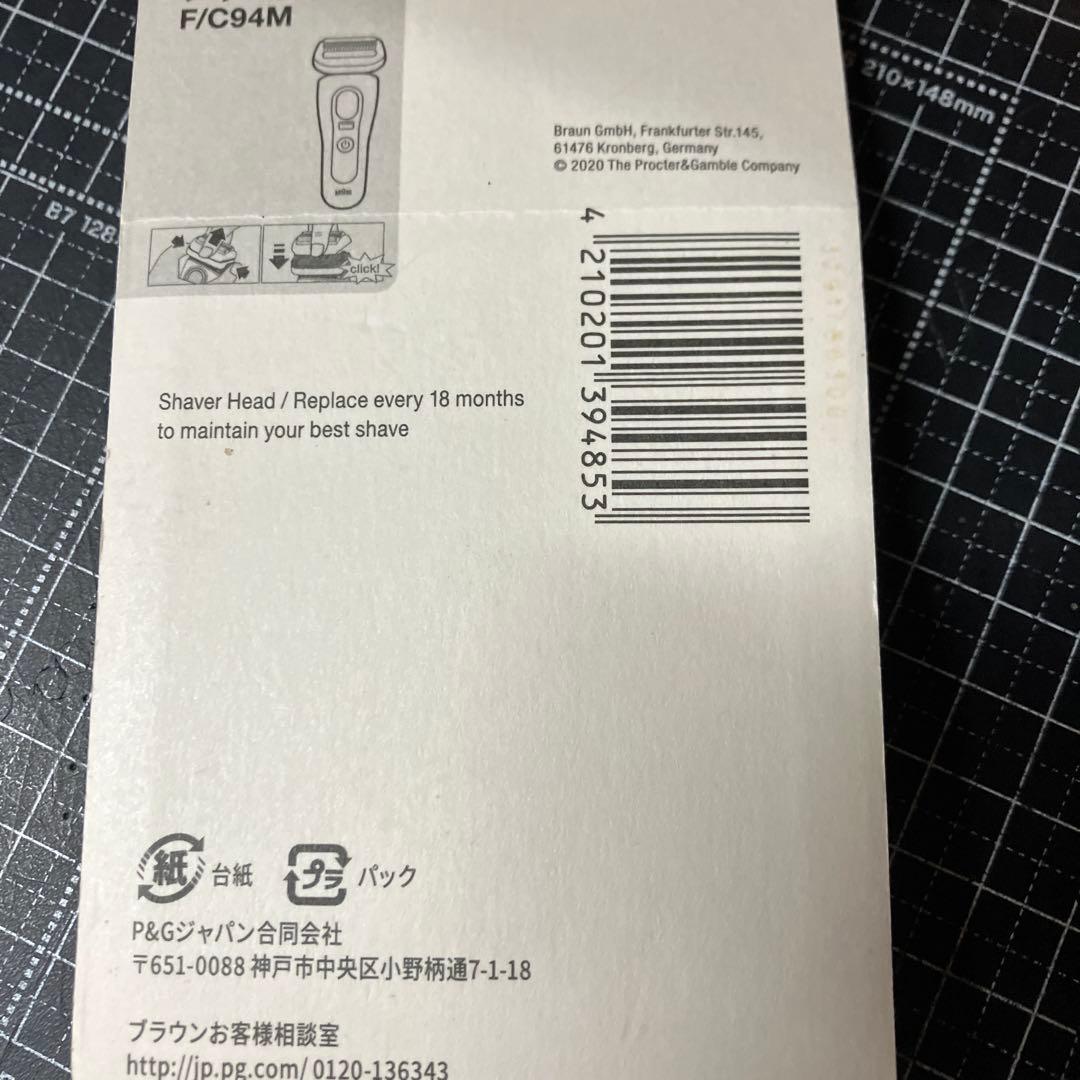 F/C94M
210×148mm
Braun GmbH, Frankfurter Str.145,
61476 Kronberg, Germany
© 2020 The Procter&Gamble Company
BRAUN
B7 128
click!
4 210201 394853
Shaver Head / Replace every 18 months
to maintain your best shave
紙 台紙 プラ パック
P&Gジャパン合同会社
〒651-0088 神戸市中央区小野柄通7-1-18
ブラウンお客様相談室
http://jp.pg.com/ 0120-136343